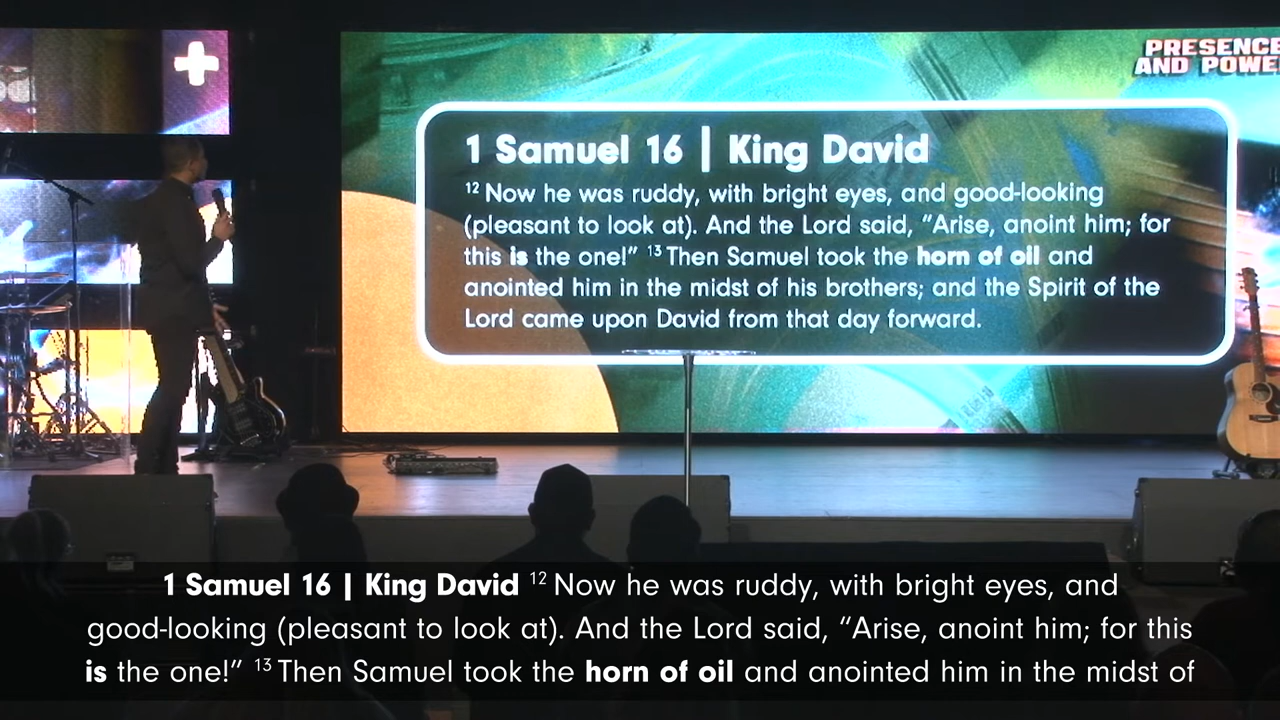 PRESENCE
AND POWE
1 Samuel 16 | King David
¹² Now he was ruddy, with bright eyes, and good-looking
(pleasant to look at). And the Lord said, “Arise, anoint him; for
this is the one!” ¹³ Then Samuel took the horn of oil and
anointed him in the midst of his brothers; and the Spirit of the
Lord came upon David from that day forward.
1 Samuel 16 | King David ¹² Now he was ruddy, with bright eyes, and
good-looking (pleasant to look at). And the Lord said, “Arise, anoint him; for this
is the one!” ¹³ Then Samuel took the horn of oil and anointed him in the midst of